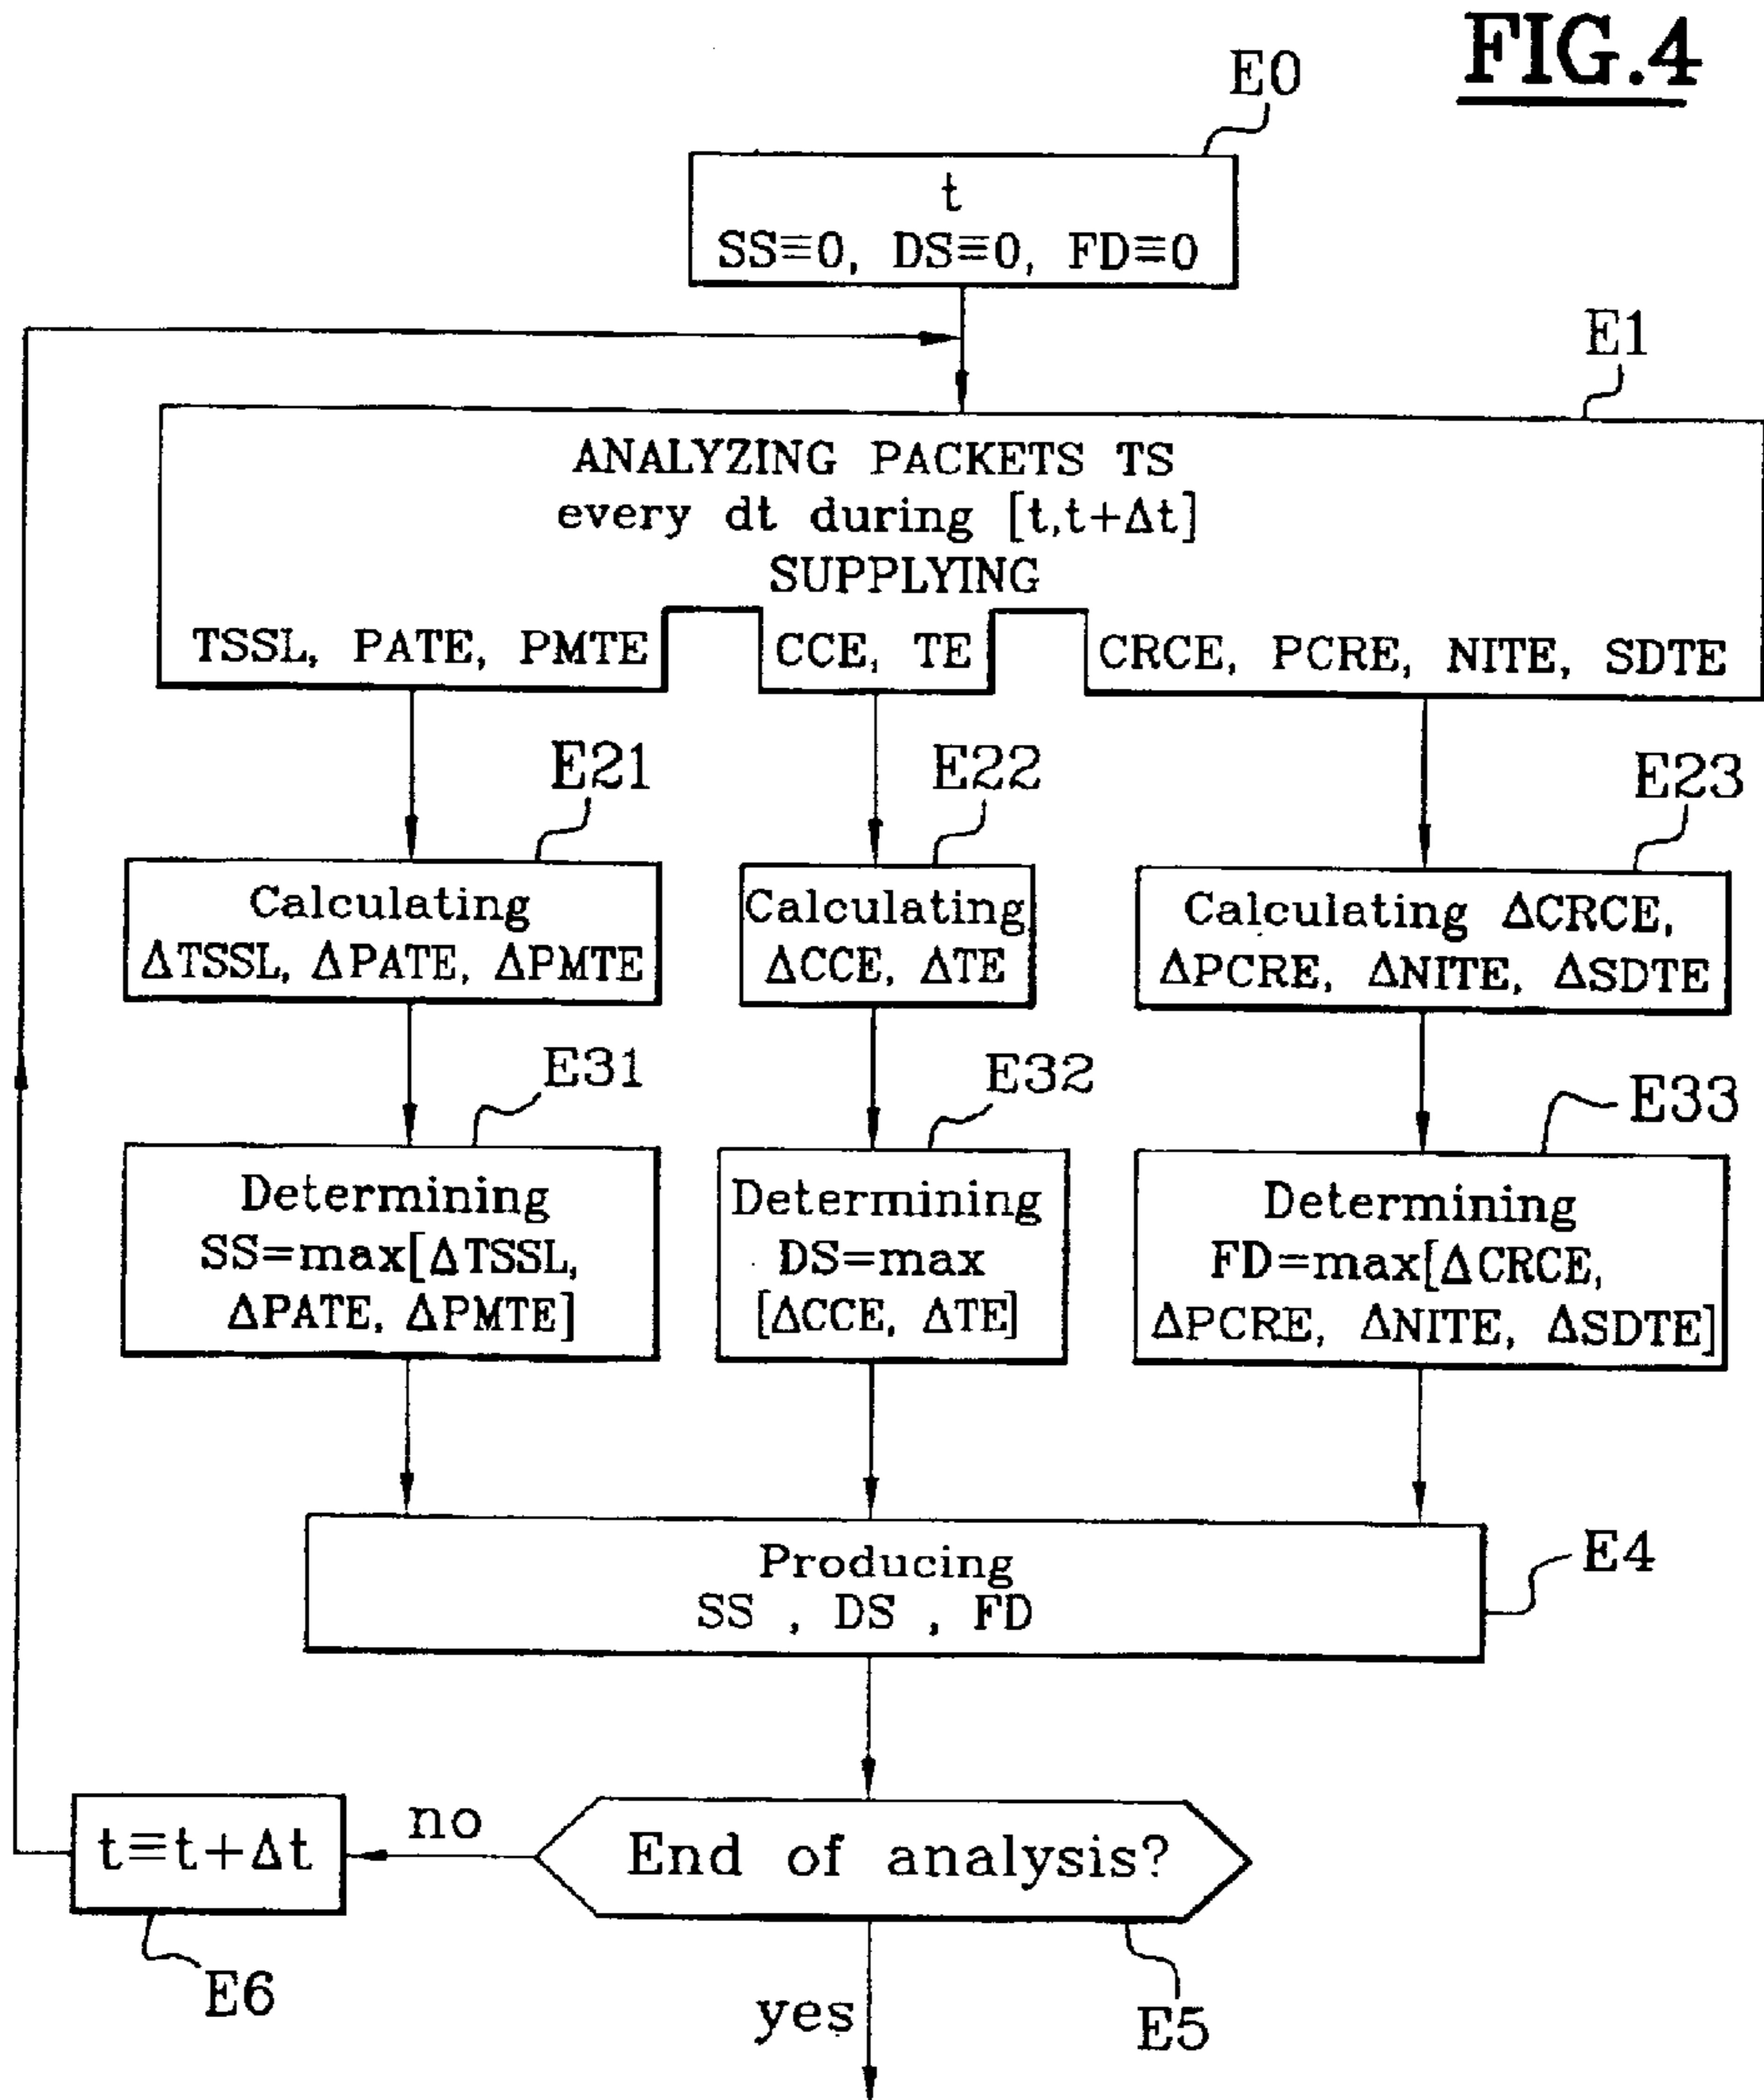 FIG.4
E0
t
SS≡0, DS≡0, FD≡0
E1
ANALYZING PACKETS TS
every dt during [t,t+Δt]
SUPPLYING
TSSL, PATE, PMTE
CCE, TE
CRCE, PCRE, NITE, SDTE
E21
E22
E23
Calculating
ΔTSSL, ΔPATE, ΔPMTE
Calculating
ΔCCE, ΔTE
Calculating ΔCRCE,
ΔPCRE, ΔNITE, ΔSDTE
E31
E32
E33
Determining
SS=max[ΔTSSL,
ΔPATE, ΔPMTE]
Determining
DS=max
[ΔCCE, ΔTE]
Determining
FD=max[ΔCRCE,
ΔPCRE, ΔNITE, ΔSDTE]
E4
Producing
SS , DS , FD
t≡t+Δt
no
End of analysis?
E6
yes
E5